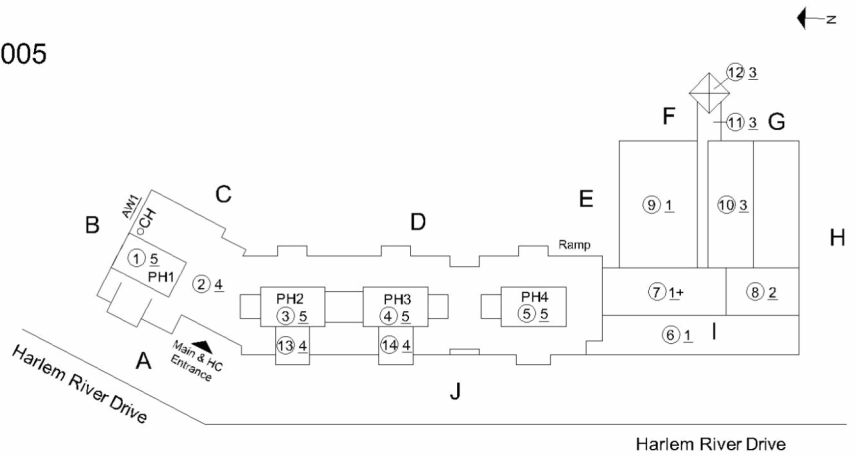 N
005
12 3
F
11 3
G
C
AW1
CH
B
E
D
9 1
10 3
H
Ramp
1 5
PH1
2 4
PH2
3 5
PH3
4 5
PH4
5 5
7 1+
8 2
6 1
I
13 4
14 4
A
Main & HC
Entrance
J
Harlem River Drive
Harlem River Drive